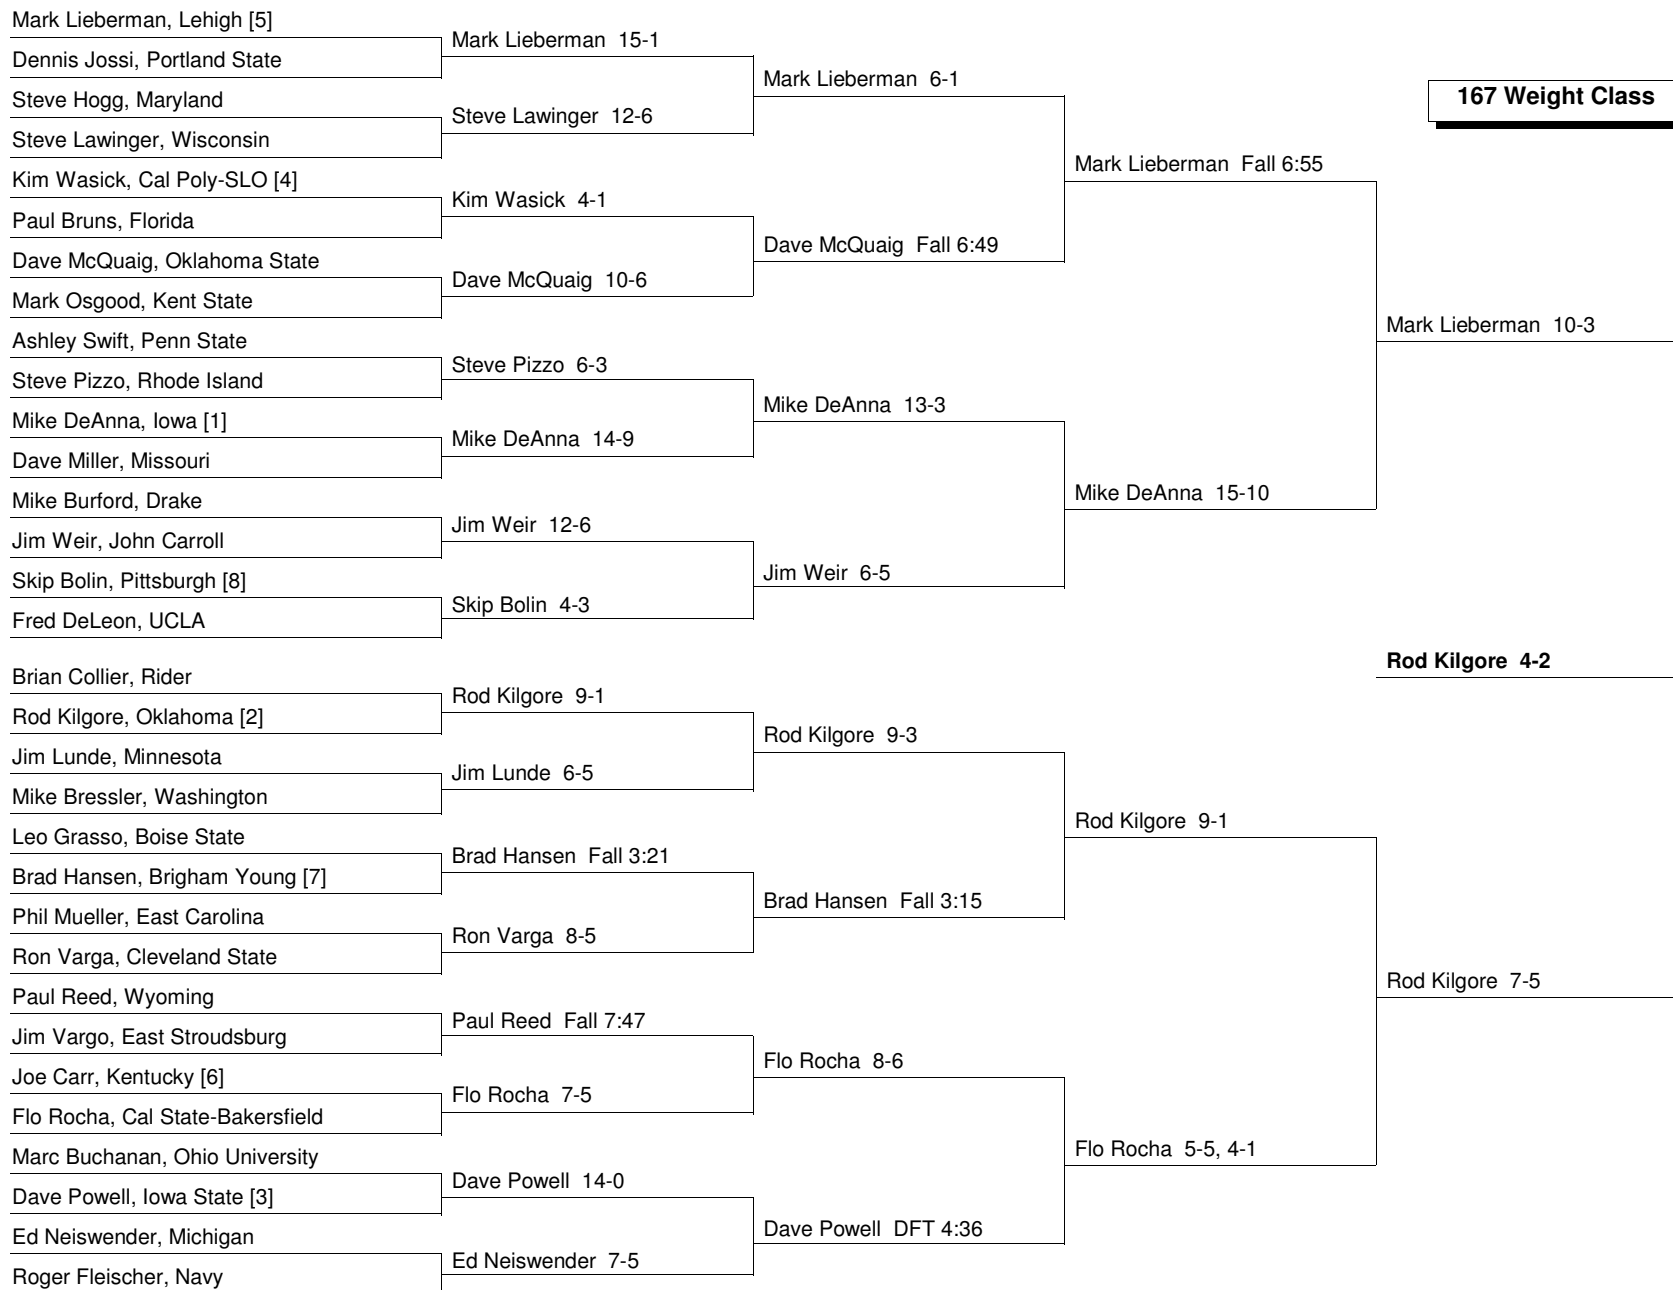 Mark Lieberman, Lehigh [5]
Dennis Jossi, Portland State
Steve Hogg, Maryland
Steve Lawinger, Wisconsin
Kim Wasick, Cal Poly-SLO [4]
Paul Bruns, Florida
Dave McQuaig, Oklahoma State
Mark Osgood, Kent State
Ashley Swift, Penn State
Steve Pizzo, Rhode Island
Mike DeAnna, Iowa [1]
Dave Miller, Missouri
Mike Burford, Drake
Jim Weir, John Carroll
Skip Bolin, Pittsburgh [8]
Fred DeLeon, UCLA
Brian Collier, Rider
Rod Kilgore, Oklahoma [2]
Jim Lunde, Minnesota
Mike Bressler, Washington
Leo Grasso, Boise State
Brad Hansen, Brigham Young [7]
Phil Mueller, East Carolina
Ron Varga, Cleveland State
Paul Reed, Wyoming
Jim Vargo, East Stroudsburg
Joe Carr, Kentucky [6]
Flo Rocha, Cal State-Bakersfield
Marc Buchanan, Ohio University
Dave Powell, Iowa State [3]
Ed Neiswender, Michigan
Roger Fleischer, Navy
Mark Lieberman 15-1
Steve Lawinger 12-6
Kim Wasick 4-1
Dave McQuaig 10-6
Steve Pizzo 6-3
Mike DeAnna 14-9
Jim Weir 12-6
Skip Bolin 4-3
Rod Kilgore 9-1
Jim Lunde 6-5
Brad Hansen Fall 3:21
Ron Varga 8-5
Paul Reed Fall 7:47
Flo Rocha 7-5
Dave Powell 14-0
Ed Neiswender 7-5
Mark Lieberman 6-1
Dave McQuaig Fall 6:49
Mike DeAnna 13-3
Jim Weir 6-5
Rod Kilgore 9-3
Brad Hansen Fall 3:15
Flo Rocha 8-6
Dave Powell DFT 4:36
Mark Lieberman Fall 6:55
Mike DeAnna 15-10
Rod Kilgore 9-1
Flo Rocha 5-5, 4-1
167 Weight Class
Mark Lieberman 10-3
Rod Kilgore 4-2
Rod Kilgore 7-5